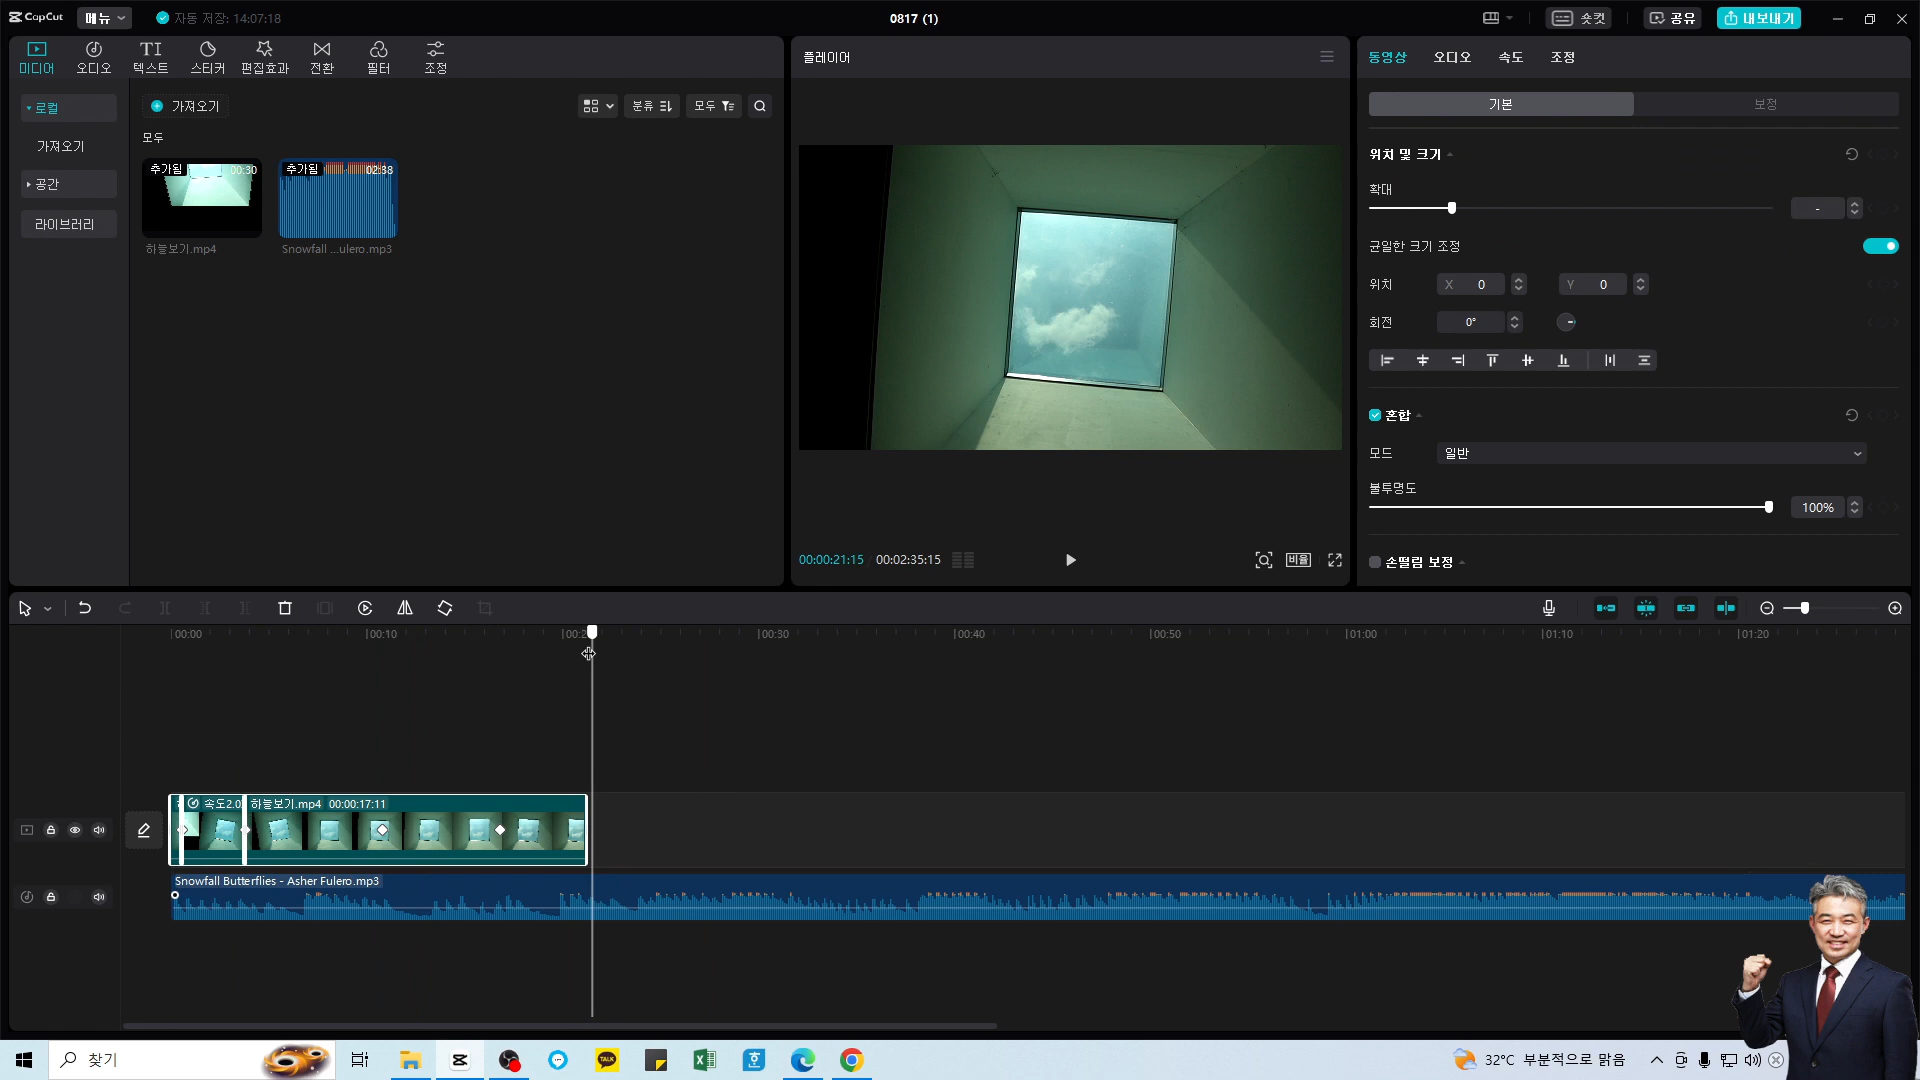 CapCut
메뉴
자동 저장: 14:07:18
0817 (1)
숏컷
공유
내보내기
미디어
오디오
텍스트
스티커
편집효과
전환
필터
조정
로컬
가져오기
공간
라이브러리
가져오기
분류
모두
모두
추가됨 00:30
하늘보기.mp4
추가됨 02:38
Snowfall ...ulero.mp3
플레이어
00:00:21:15
00:02:35:15
비율
동영상
오디오
속도
조정
기본
보정
위치 및 크기
확대
-
균일한 크기 조정
위치
X 0
Y 0
회전
0°
혼합
모드
일반
불투명도
100%
손떨림 보정
00:00
00:10
00:2
00:30
00:40
00:50
01:00
01:10
01:20
속도2.0
하늘보기.mp4 00:00:17:11
Snowfall Butterflies - Asher Fulero.mp3
찾기
TALK
32°C 부분적으로 맑음